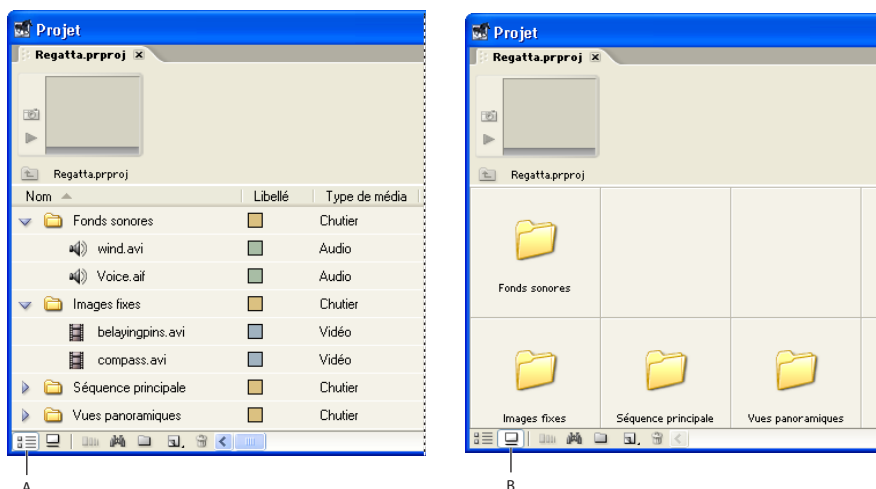 Projet
Regatta.prproj
Regatta.prproj
Nom Libellé Type de média
Fonds sonores Chutier
wind.avi Audio
Voice.aif Audio
Images fixes Chutier
belayingpins.avi Vidéo
compass.avi Vidéo
Séquence principale Chutier
Vues panoramiques Chutier
A
Projet
Regatta.prproj
Regatta.prproj
Fonds sonores
Images fixes Séquence principale Vues panoramiques
B